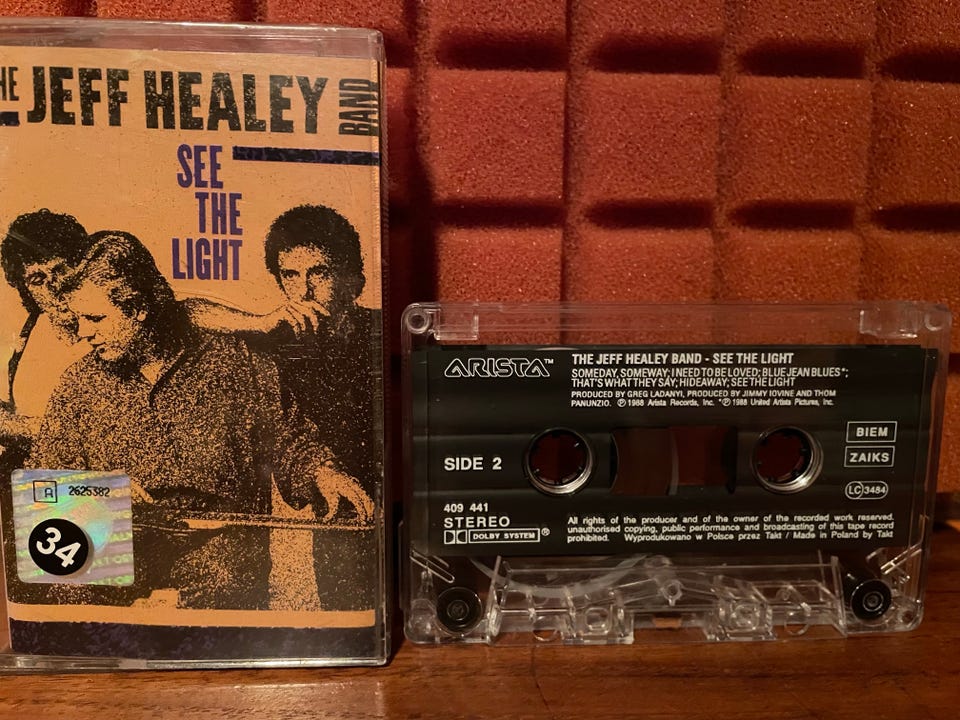 THE JEFF HEALEY BAND
SEE
THE
LIGHT
A 2625382
34
ARISTA™
THE JEFF HEALEY BAND - SEE THE LIGHT
SOMEDAY, SOMEWAY; I NEED TO BE LOVED; BLUE JEAN BLUES*;
THAT'S WHAT THEY SAY; HIDEAWAY; SEE THE LIGHT
PRODUCED BY GREG LADANYI, PRODUCED BY JIMMY IOVINE AND THOM
PANUNZIO. ℗ 1988 Arista Records, Inc. *℗ 1988 United Artists Pictures, Inc.
SIDE 2
BIEM
ZAIKS
LC 3484
409 441
STEREO
DOLBY SYSTEM®
All rights of the producer and of the owner of the recorded work reserved.
unauthorised copying, public performance and broadcasting of this tape record
prohibited. Wyprodukowano w Polsce przez Takt / Made in Poland by Takt